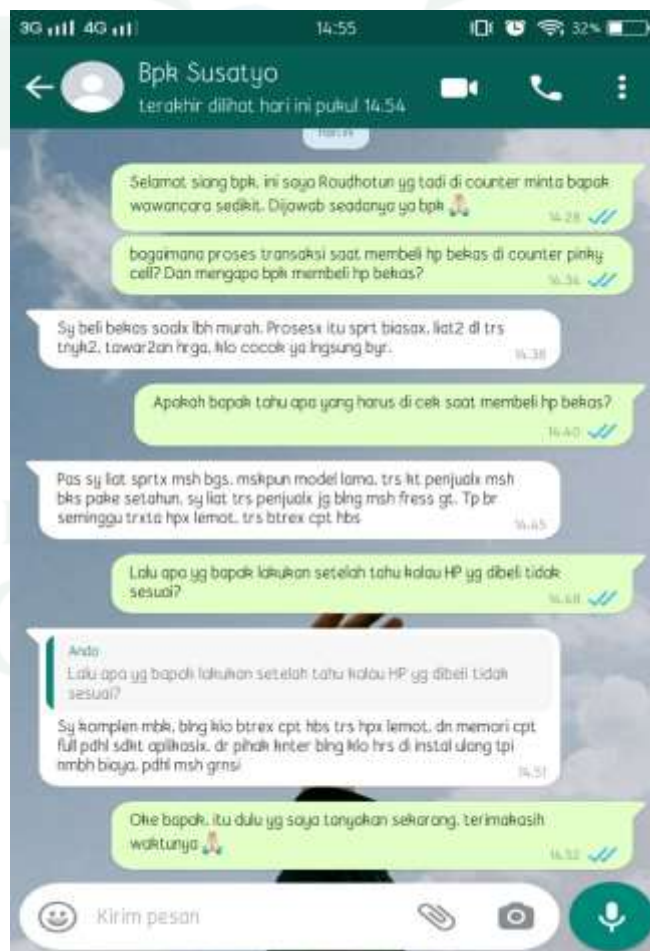 3G 4G 14:55 32%
Bpk Susatyo
terakhir dilihat hari ini pukul 14.54
Hari ini
Selamat siang bpk, ini saya Roudhotun yg tadi di counter minta bapak
wawancara sedikit. Dijawab seadanya ya bpk 🙏
14.28
bagaimana proses transaksi saat membeli hp bekas di counter pinky
cell? Dan mengapa bpk membeli hp bekas?
14.36
Sy beli bekas soalx lbh murah. Prosesx itu sprt biasax, liat2 dl trs
tnyk2, tawar2an hrga, klo cocok ya lngsung byr.
14.38
Apakah bapak tahu apa yang harus di cek saat membeli hp bekas?
14.40
Pas sy liat sprtx msh bgs, mskpun model lama, trs kt penjualx msh
bks pake setahun, sy liat trs penjualx jg blng msh fress gt. Tp br
seminggu trxta hpx lemot, trs btrex cpt hbs
14.45
Lalu apa yg bapak lakukan setelah tahu kalau HP yg dibeli tidak
sesuai?
14.48
Anda
Lalu apa yg bapak lakukan setelah tahu kalau HP yg dibeli tidak
sesuai?
Sy komplen mbk, blng klo btrex cpt hbs trs hpx lemot, dn memori cpt
full pdhl sdkt aplikasix, dr pihak knter blng klo hrs di instal ulang tpi
nmbh biaya, pdhl msh grnsi
14.51
Oke bapak, itu dulu yg saya tanyakan sekarang, terimakasih
waktunya 🙏
14.52
Kirim pesan